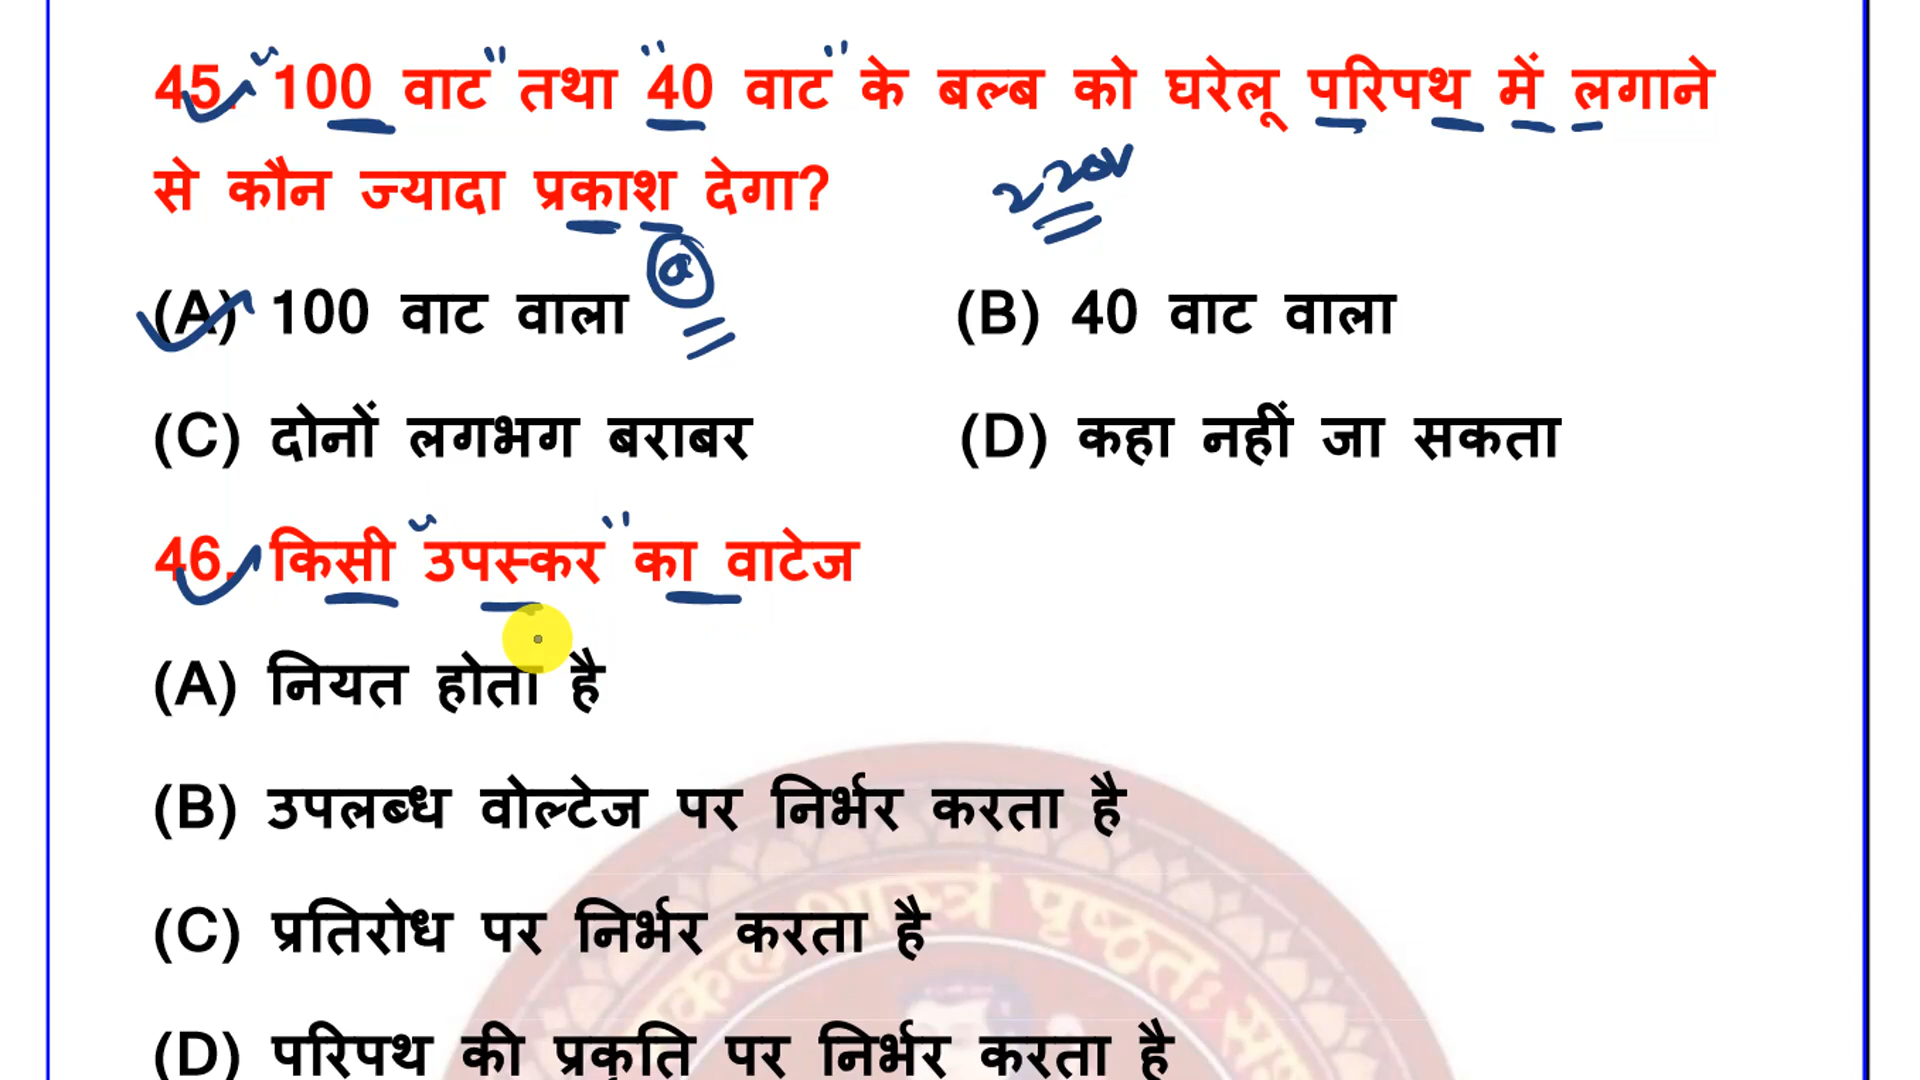 45. "100 वाट" तथा "40 वाट" के बल्ब को घरेलू परिपथ में लगाने
से कौन ज्यादा प्रकाश देगा?
220V
(A) 100 वाट वाला
a
(B) 40 वाट वाला
(C) दोनों लगभग बराबर
(D) कहा नहीं जा सकता
46. किसी "उपस्कर" का वाटेज
(A) नियत होता है
(B) उपलब्ध वोल्टेज पर निर्भर करता है
(C) प्रतिरोध पर निर्भर करता है
(D) परिपथ की प्रकृति पर निर्भर करता है
शास्त्रं पृष्ठतः